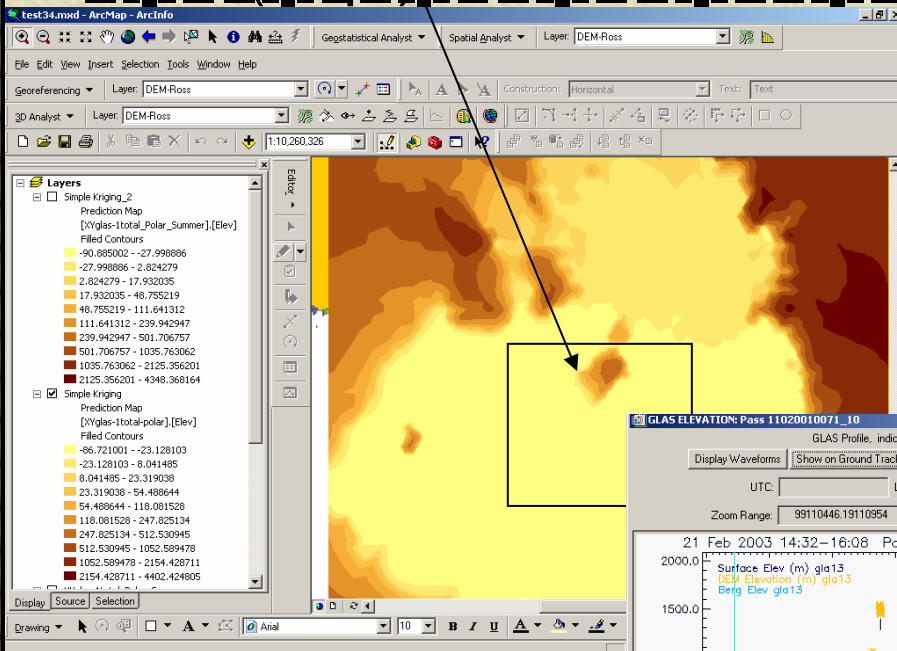 test34.mxd - ArcMap - ArcInfo
Geostatistical Analyst Spatial Analyst Layer: DEM-Ross
File Edit View Insert Selection Tools Window Help
Georeferencing Layer: DEM-Ross Construction: Horizontal Text: Text
3D Analyst Layer: DEM-Ross
1:10,260,326
Editor
Layers
Simple Kriging_2
Prediction Map
[XYglas-1total_Polar_Summer].[Elev]
Filled Contours
-90.885002 - -27.998886
-27.998886 - 2.824279
2.824279 - 17.932035
17.932035 - 48.755219
48.755219 - 111.641312
111.641312 - 239.942947
239.942947 - 501.706757
501.706757 - 1035.763062
1035.763062 - 2125.356201
2125.356201 - 4348.368164
Simple Kriging
Prediction Map
[XYglas-1total-polar].[Elev]
Filled Contours
-86.721001 - -23.128103
-23.128103 - 8.041485
8.041485 - 23.319038
23.319038 - 54.488644
54.488644 - 118.081528
118.081528 - 247.825134
247.825134 - 512.530945
512.530945 - 1052.589478
1052.589478 - 2154.428711
2154.428711 - 4402.424805
Display Source Selection
Drawing A Arial 10 B I U A
GLAS ELEVATION: Pass 11020010071_10
GLAS Profile, indic
Display Waveforms Show on Ground Track
UTC: L
Zoom Range: 99110446.19110954
21 Feb 2003 14:32-16:08 Pa
2000.0
Surface Elev (m) gla13
DEM Elevation (m) gla13
Berg Elev gla13
1500.0